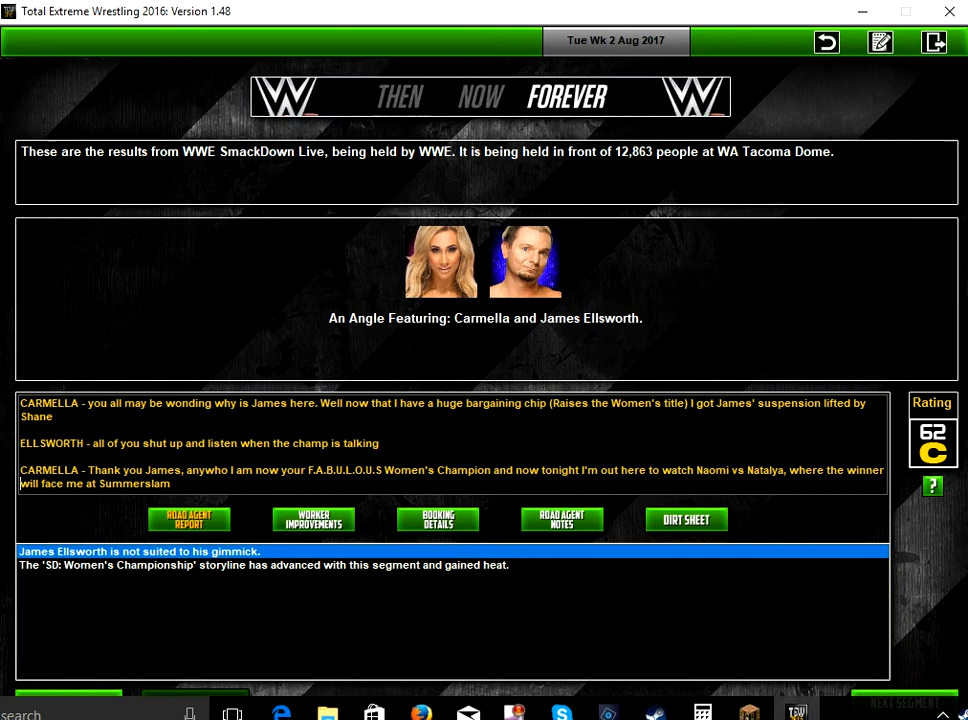 Total Extreme Wrestling 2016: Version 1.48
Tue Wk 2 Aug 2017
THEN NOW FOREVER
These are the results from WWE SmackDown Live, being held by WWE. It is being held in front of 12,863 people at WA Tacoma Dome.
An Angle Featuring: Carmella and James Ellsworth.
CARMELLA - you all may be wonding why is James here. Well now that I have a huge bargaining chip (Raises the Women's title) I got James' suspension lifted by
Shane
ELLSWORTH - all of you shut up and listen when the champ is talking
CARMELLA - Thank you James, anywho I am now your F.A.B.U.L.O.U.S Women's Champion and now tonight I'm out here to watch Naomi vs Natalya, where the winner
will face me at Summerslam
Rating
62
C
?
ROAD AGENT REPORT
WORKER IMPROVEMENTS
BOOKING DETAILS
ROAD AGENT NOTES
DIRT SHEET
James Ellsworth is not suited to his gimmick.
The 'SD: Women's Championship' storyline has advanced with this segment and gained heat.
NEXT SEGMENT
search